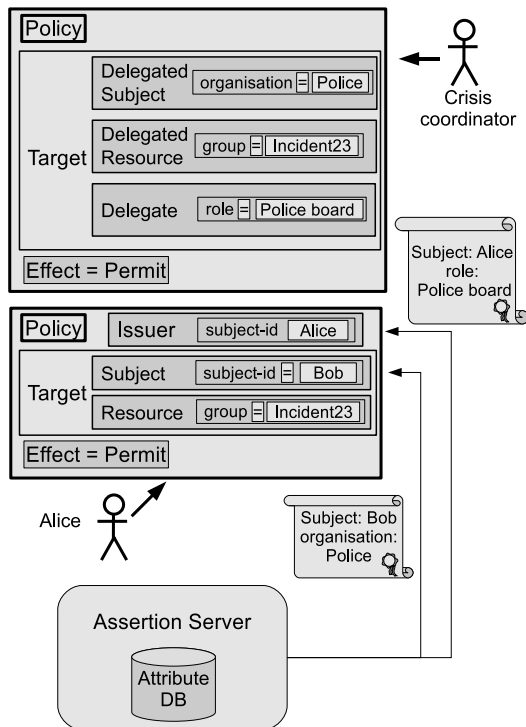 Policy
Delegated
Subject
organisation = Police
Crisis
coordinator
Target
Delegated
Resource
group = Incident23
Delegate
role = Police board
Effect = Permit
Subject: Alice
role:
Police board
Policy
Issuer
subject-id Alice
Target
Subject
subject-id = Bob
Resource
group = Incident23
Effect = Permit
Alice
Subject: Bob
organisation:
Police
Assertion Server
Attribute
DB